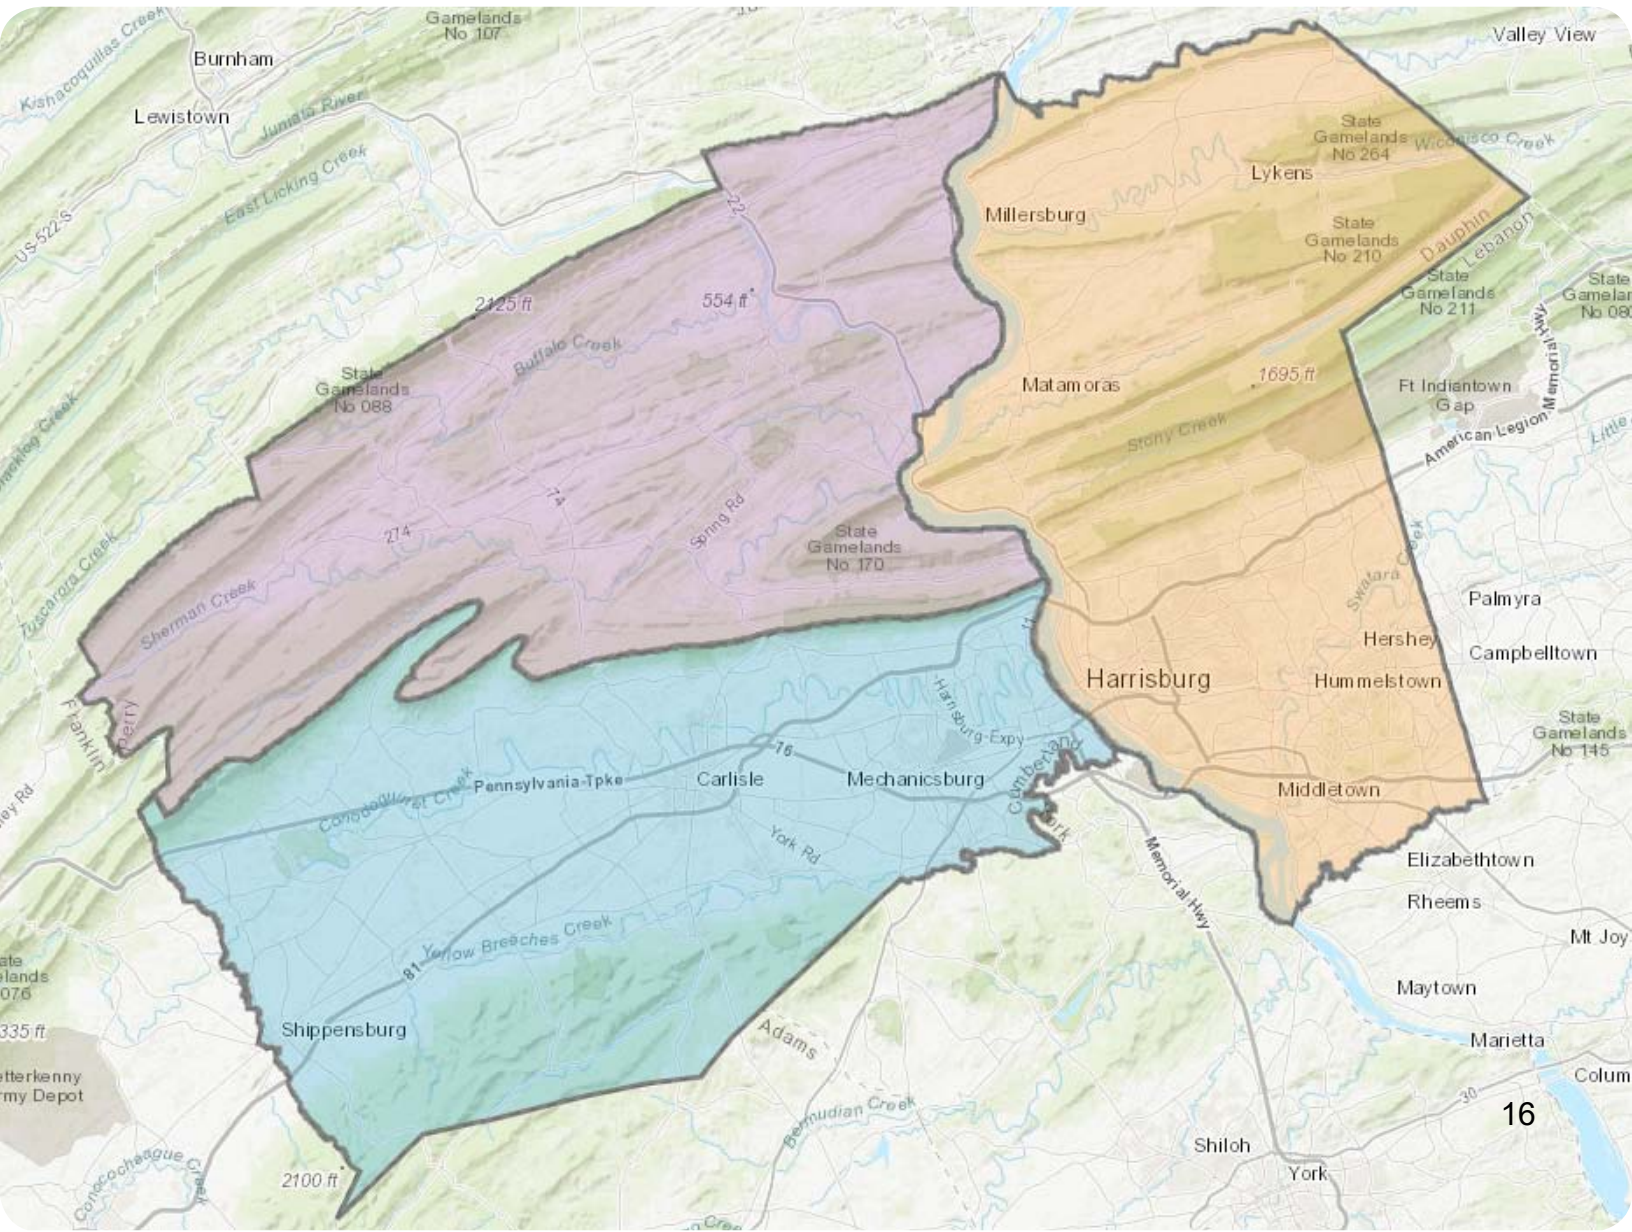 Gamelands
No 107
Valley View
Kishacoquillas Creek
Burnham
Lewistown
Juniata River
East Licking Creek
US-522-S
State
Gamelands
No 264
Wiconisco Creek
Lykens
22
Millersburg
State
Gamelands
No 210
Dauphin
Lebanon
2125 ft
554 ft
State
Gamelands
No 211
State
Buffalo Creek
State
Gamelands
No 088
Matamoras
1695 ft
Ft Indiantown
Gap
American Legion Memorial Hwy
Little
Stony Creek
74
274
Spring Rd
State
Gamelands
No 170
Tuscarora Creek
Sherman Creek
Swatara Creek
Palmyra
11
Hershey
Campbelltown
Harrisburg
Hummelstown
Franklin
Perry
Harrisburg-Expy
State
Gamelands
No 145
Cumberland
York
76
Pennsylvania-Tpke
Carlisle
Mechanicsburg
Middletown
Conodoguinet Creek
York Rd
Memorial Hwy
Elizabethtown
Rheems
Yellow Breeches Creek
Mt Joy
81
076
Maytown
335 ft
Shippensburg
Adams
Marietta
Colum
30
16
Bermudian Creek
Shiloh
York
2100 ft
Conococheague Creek